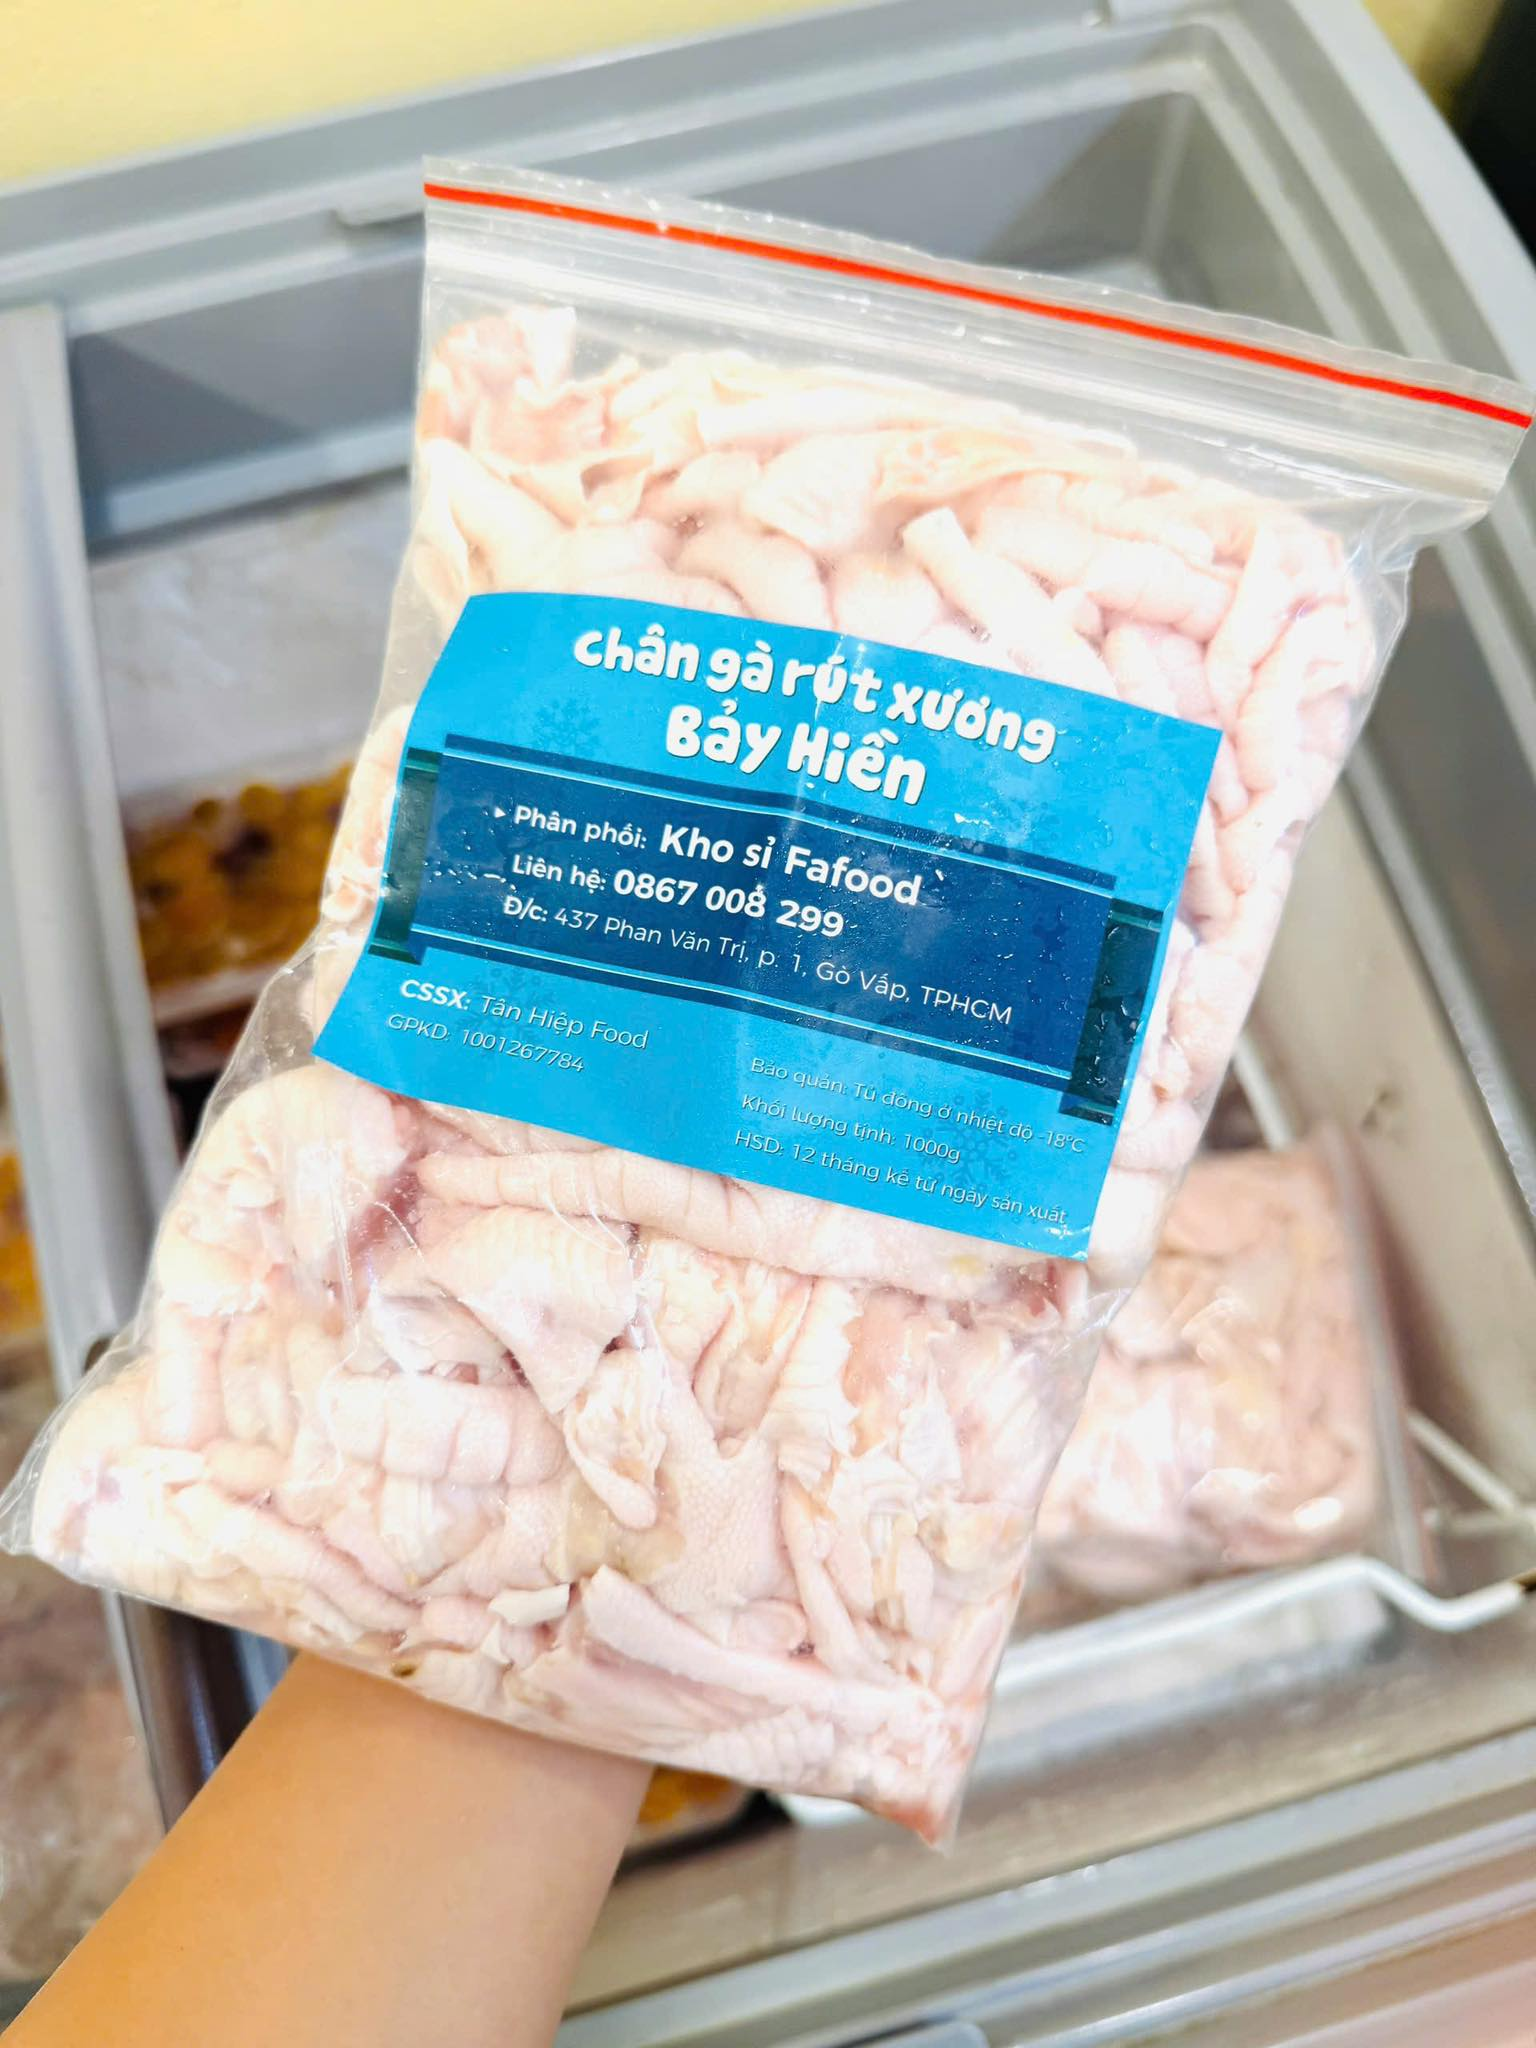 chân gà rút xương
Bảy Hiền
▸ Phân phối: Kho sỉ Fafood
Liên hệ: 0867 008 299
Đ/c: 437 Phan Văn Trị, p. 1, Gò Vấp, TPHCM
CSSX: Tân Hiệp Food
GPKD: 1001267784
Bảo quản: Tủ đông ở nhiệt độ -18°C
Khối lượng tịnh: 1000g
HSD: 12 tháng kể từ ngày sản xuất